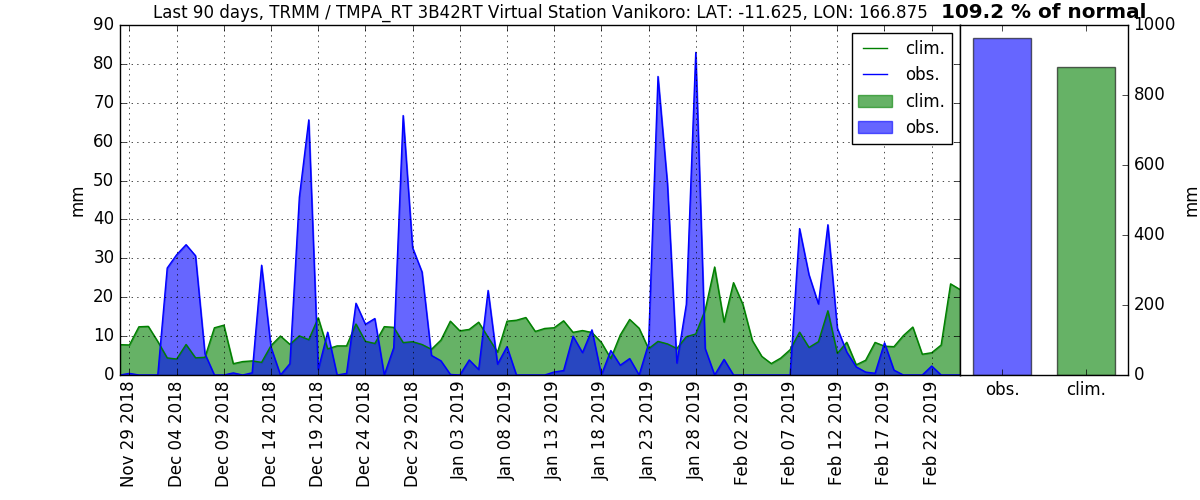 Last 90 days, TRMM / TMPA_RT 3B42RT Virtual Station Vanikoro: LAT: -11.625, LON: 166.875
109.2 % of normal
90
80
70
60
50
40
30
20
10
0
mm
clim.
obs.
clim.
obs.
Nov 29 2018
Dec 04 2018
Dec 09 2018
Dec 14 2018
Dec 19 2018
Dec 24 2018
Dec 29 2018
Jan 03 2019
Jan 08 2019
Jan 13 2019
Jan 18 2019
Jan 23 2019
Jan 28 2019
Feb 02 2019
Feb 07 2019
Feb 12 2019
Feb 17 2019
Feb 22 2019
1000
800
600
400
200
0
mm
obs.
clim.